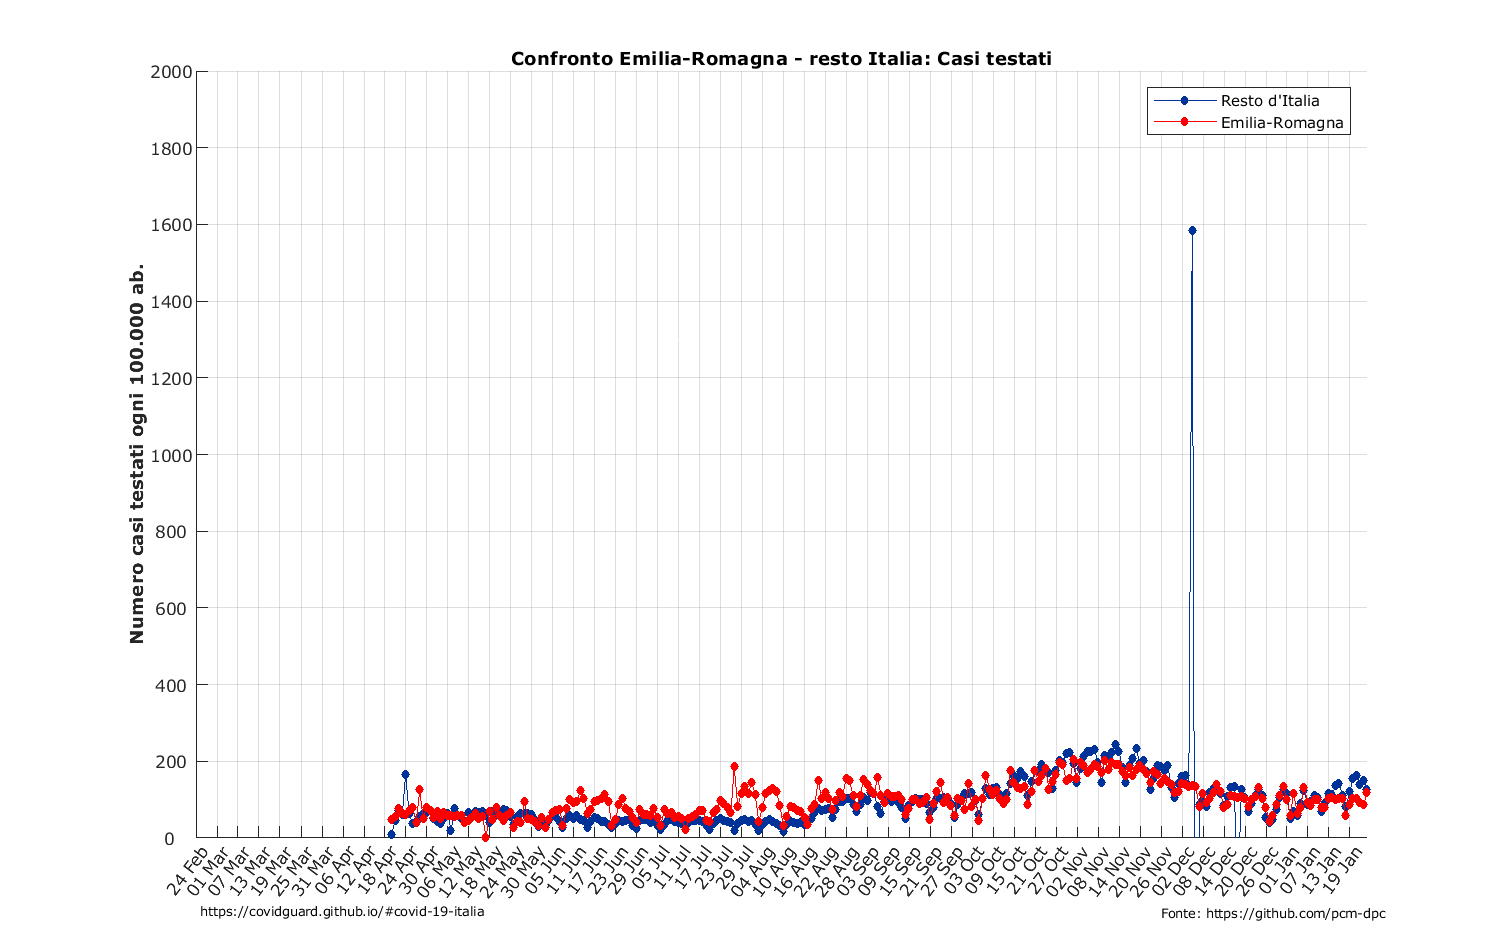 Confronto Emilia-Romagna - resto Italia: Casi testati
Resto d'Italia
Emilia-Romagna
Numero casi testati ogni 100.000 ab.
2000
1800
1600
1400
1200
1000
800
600
400
200
0
24 Feb
01 Mar
07 Mar
13 Mar
19 Mar
25 Mar
31 Mar
06 Apr
12 Apr
18 Apr
24 Apr
30 Apr
06 May
12 May
18 May
24 May
30 May
05 Jun
11 Jun
17 Jun
23 Jun
29 Jun
05 Jul
11 Jul
17 Jul
23 Jul
29 Jul
04 Aug
10 Aug
16 Aug
22 Aug
28 Aug
03 Sep
09 Sep
15 Sep
21 Sep
27 Sep
03 Oct
09 Oct
15 Oct
21 Oct
27 Oct
02 Nov
08 Nov
14 Nov
20 Nov
26 Nov
02 Dec
08 Dec
14 Dec
20 Dec
26 Dec
01 Jan
07 Jan
13 Jan
19 Jan
https://covidguard.github.io/#covid-19-italia
Fonte: https://github.com/pcm-dpc